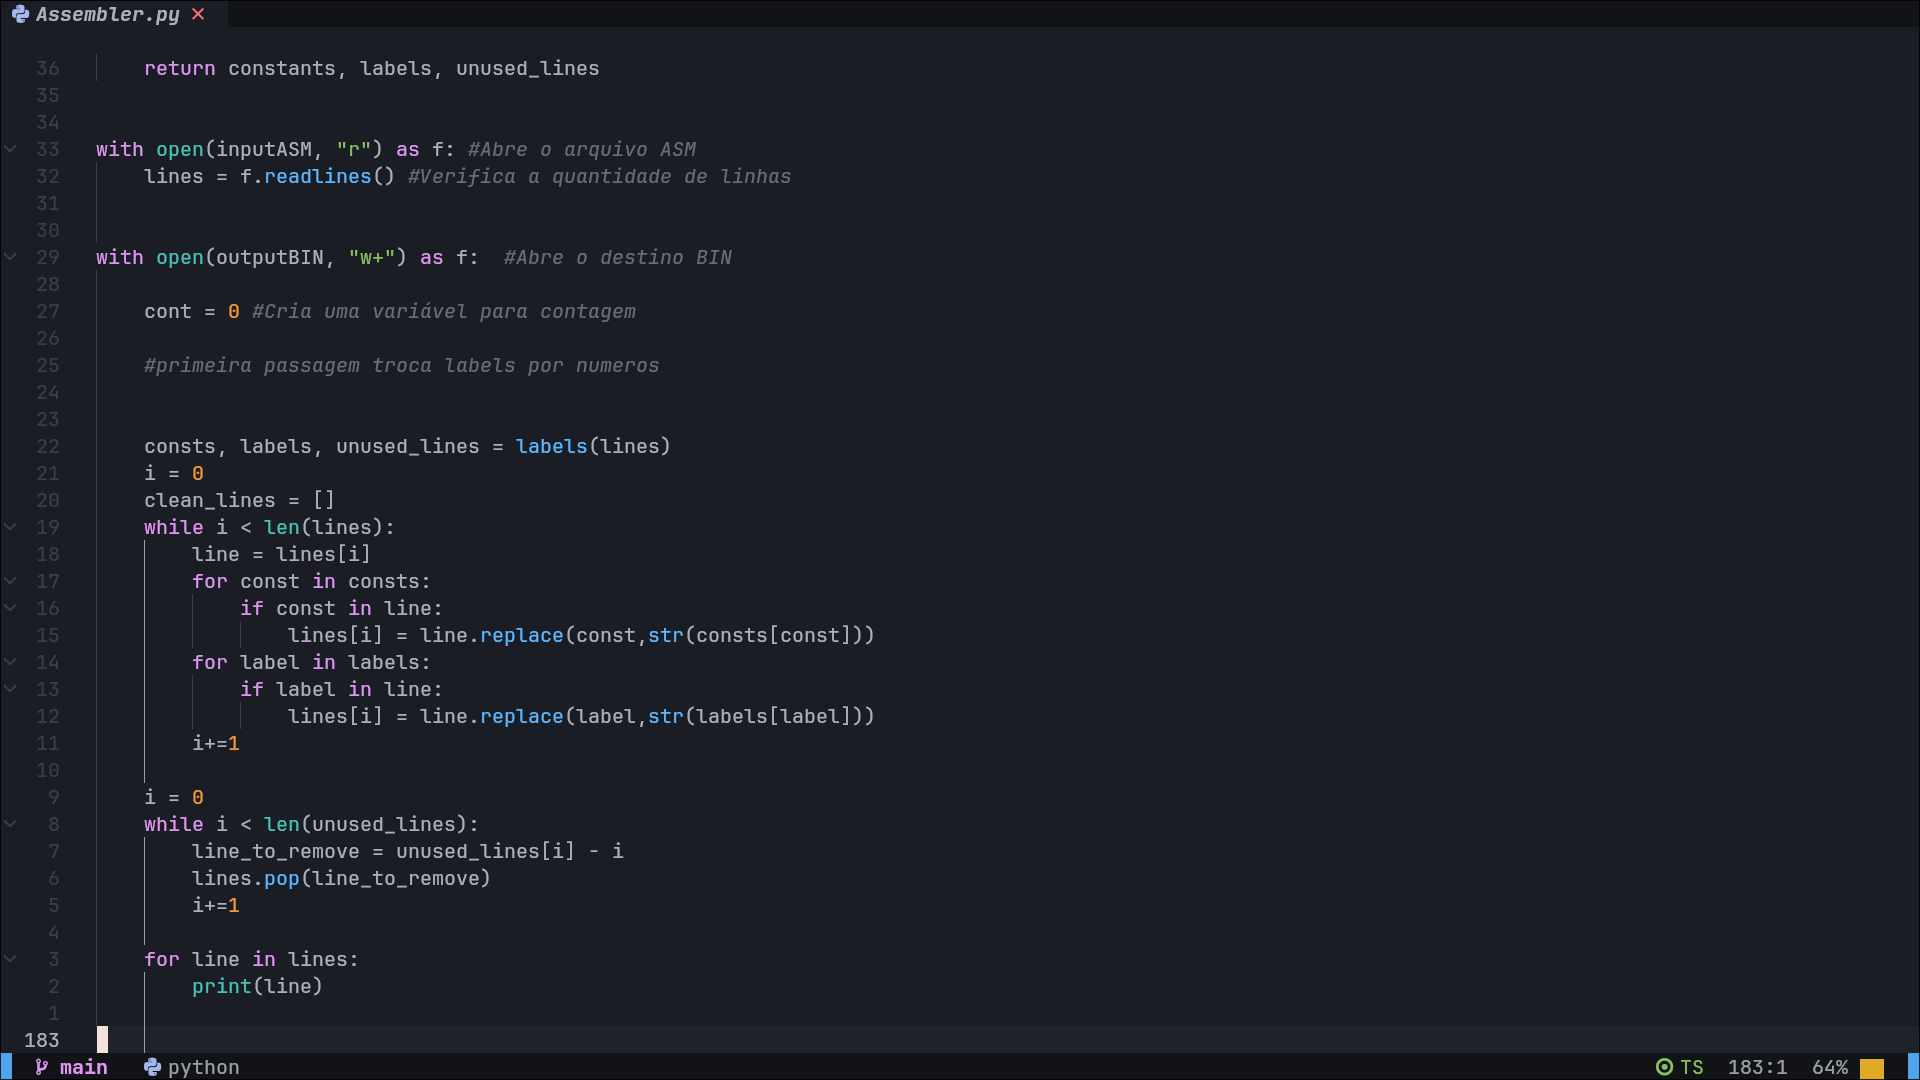 Assembler.py ✕
36 return constants, labels, unused_lines
35
34
33 with open(inputASM, "r") as f: #Abre o arquivo ASM
32 lines = f.readlines() #Verifica a quantidade de linhas
31
30
29 with open(outputBIN, "w+") as f:  #Abre o destino BIN
28
27 cont = 0 #Cria uma variável para contagem
26
25 #primeira passagem troca labels por numeros
24
23
22 consts, labels, unused_lines = labels(lines)
21 i = 0
20 clean_lines = []
19 while i < len(lines):
18 line = lines[i]
17 for const in consts:
16 if const in line:
15 lines[i] = line.replace(const,str(consts[const]))
14 for label in labels:
13 if label in line:
12 lines[i] = line.replace(label,str(labels[label]))
11 i+=1
10
9 i = 0
8 while i < len(unused_lines):
7 line_to_remove = unused_lines[i] - i
6 lines.pop(line_to_remove)
5 i+=1
4
3 for line in lines:
2 print(line)
1
183
main python TS 183:1 64%